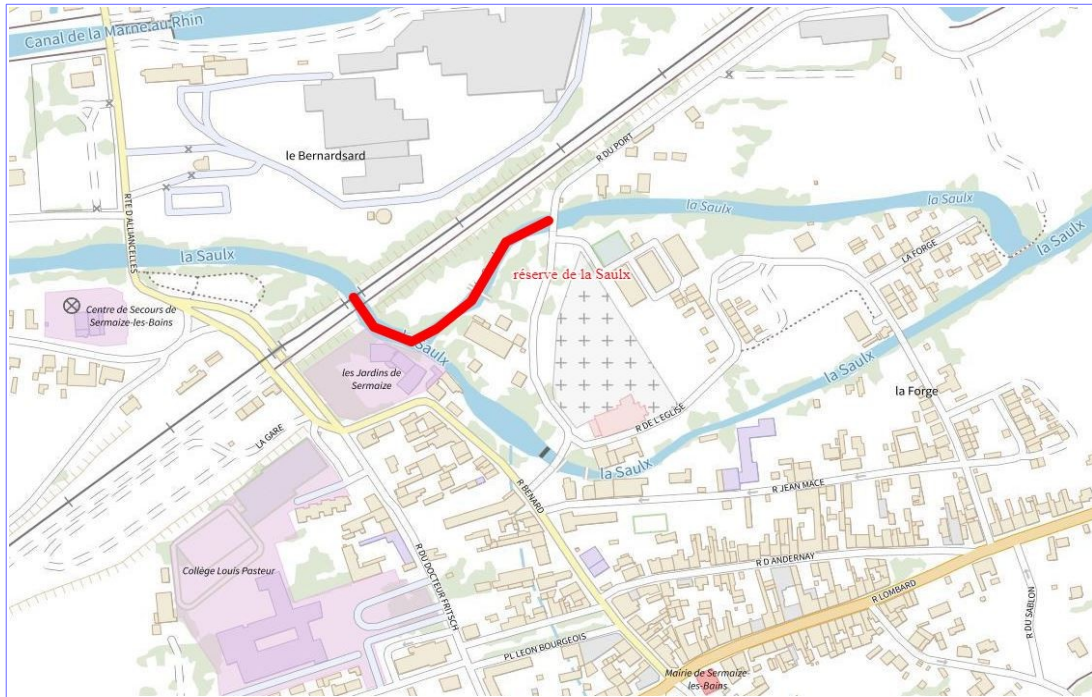 Canal de la Marne au Rhin
R DU PORT
le Bernardsard
RTE D'ALLIANCELLES
la Saulx
la Saulx
la Saulx
la Saulx
LA FORGE
réserve de la Saulx
Centre de Secours de
Sermaize-les-Bains
la Saulx
les Jardins de
Sermaize
la Saulx
la Forge
R DE L'EGLISE
LA GARE
la Saulx
R BENARD
R JEAN MACE
Collège Louis Pasteur
R DU DOCTEUR FRITSCH
R D ANDERNAY
R LOMBARD
R DU SABLON
PL LEON BOURGEOIS
Mairie de Sermaize
-les-Bains